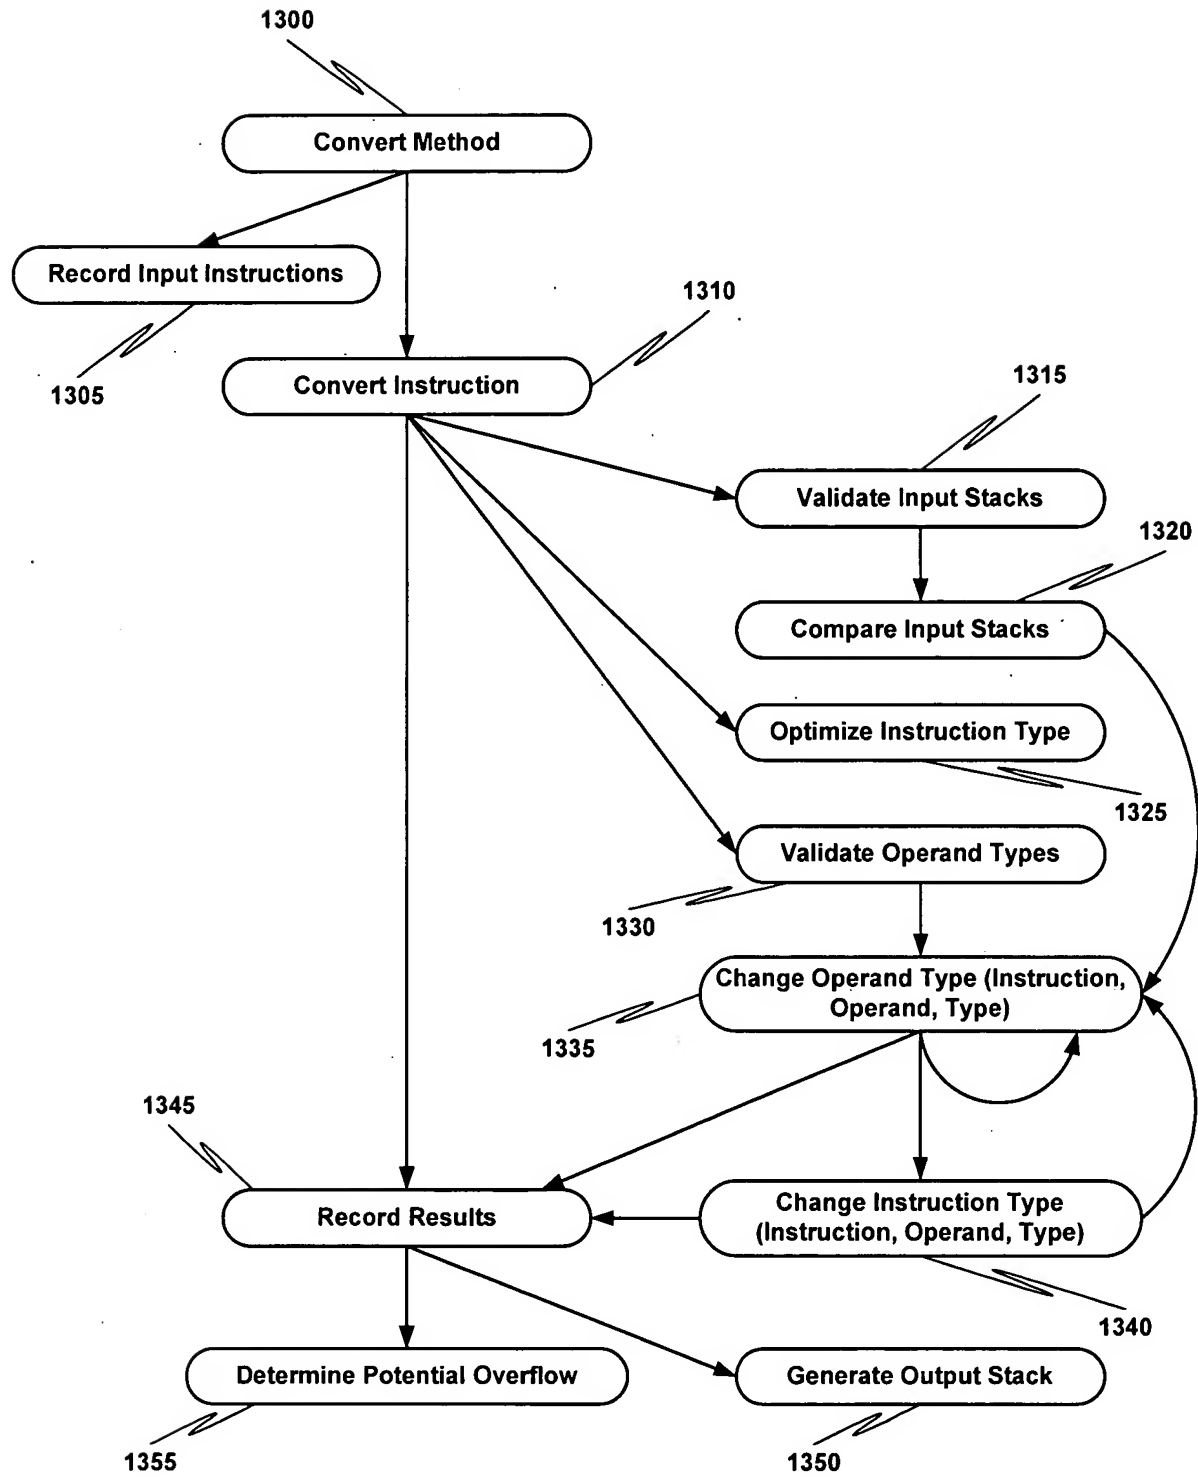 1300
Convert Method
Record Input Instructions
1310
1305
Convert Instruction
1315
Validate Input Stacks
1320
Compare Input Stacks
Optimize Instruction Type
1325
Validate Operand Types
1330
Change Operand Type (Instruction,
Operand, Type)
1335
1345
Record Results
Change Instruction Type
(Instruction, Operand, Type)
1340
Determine Potential Overflow
Generate Output Stack
1355
1350